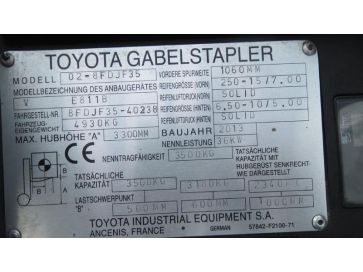 TOYOTA GABELSTAPLER
MODELL 02-8FDJF35 VORDERE SPURWEITE 1060MM
MODELLBEZEICHNUNG DES ANBAUGERÄTES REIFENGRÖSSE (VORN) 250-15/7.00
V E811B REIFENLUFTDRUCK (VORN) SOLID
FAHRGESTELL-NR. 8FDJF35-40238 REIFENGRÖSSE (HINTEN) 6.50-10/5.00
FAHRZEUG-EIGENGEWICHT 4930KG REIFENLUFTDRUCK (HINTEN) SOLID
MAX. HUBHÖHE "A" 3300MM BAUJAHR 2013
NENNLEISTUNG 36KW
CE NENNTRAGFÄHIGKEIT 3500KG
TATSÄCHLICHE KAPAZITÄT MIT HUBGERÜST SENKRECHT- WIE DARGESTELLT
TATSÄCHLICHE KAPAZITÄT 3500KG 3180KG 2340KG
LASTSCHWERPUNKT "B" 500MM 600MM 1000MM
A
B
B
TOYOTA INDUSTRIAL EQUIPMENT S.A.
ANCENIS, FRANCE GERMAN 57842-F2100-71